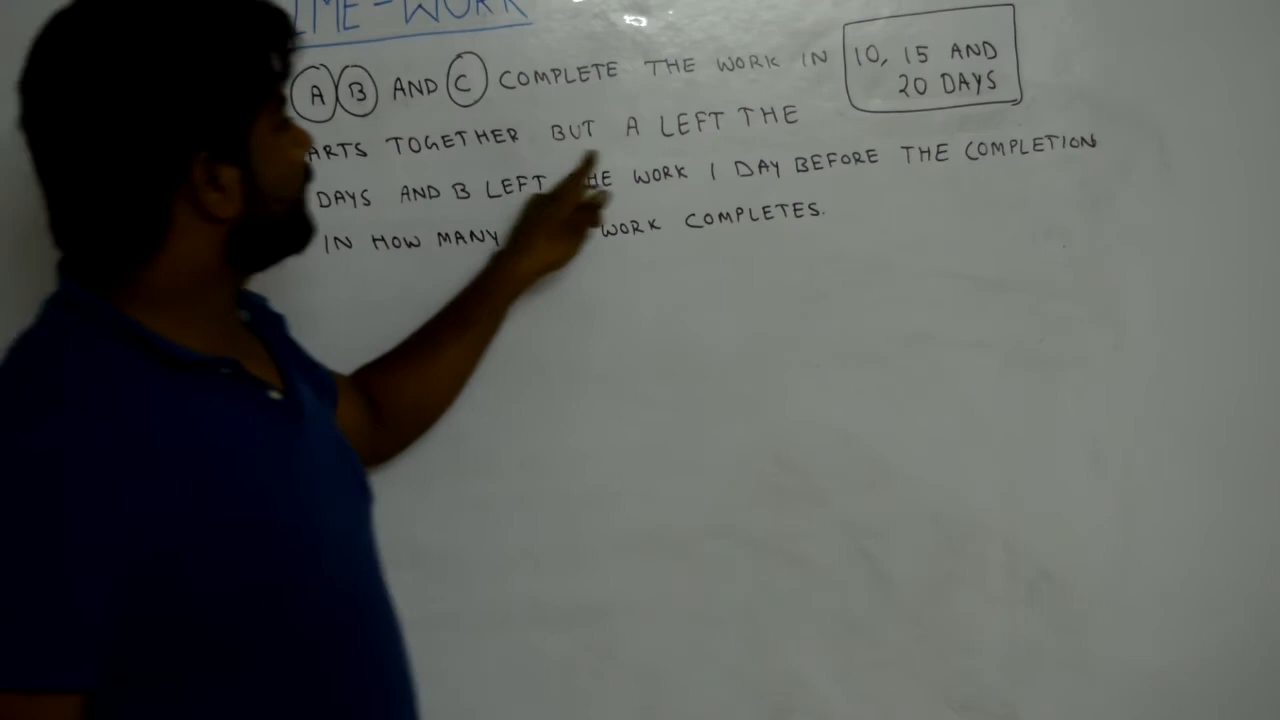 IME-WORK
A B AND C COMPLETE THE WORK IN 10, 15 AND
20 DAYS
ARTS TOGETHER BUT A LEFT THE
DAYS AND B LEFT HE WORK 1 DAY BEFORE THE COMPLETION
IN HOW MANY WORK COMPLETES.